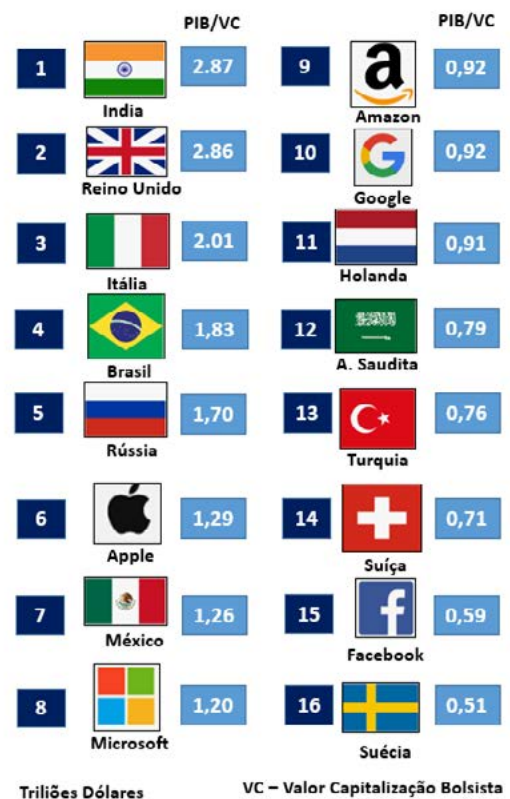 PIB/VC
1
2.87
India
2
2.86
Reino Unido
3
2.01
Itália
4
1,83
Brasil
5
1,70
Rússia
6
1,29
Apple
7
1,26
México
8
1,20
Microsoft
Triliões Dólares
PIB/VC
9
a
0,92
Amazon
10
G
0,92
Google
11
0,91
Holanda
12
0,79
A. Saudita
13
0,76
Turquia
14
0,71
Suíça
15
f
0,59
Facebook
16
0,51
Suécia
VC – Valor Capitalização Bolsista